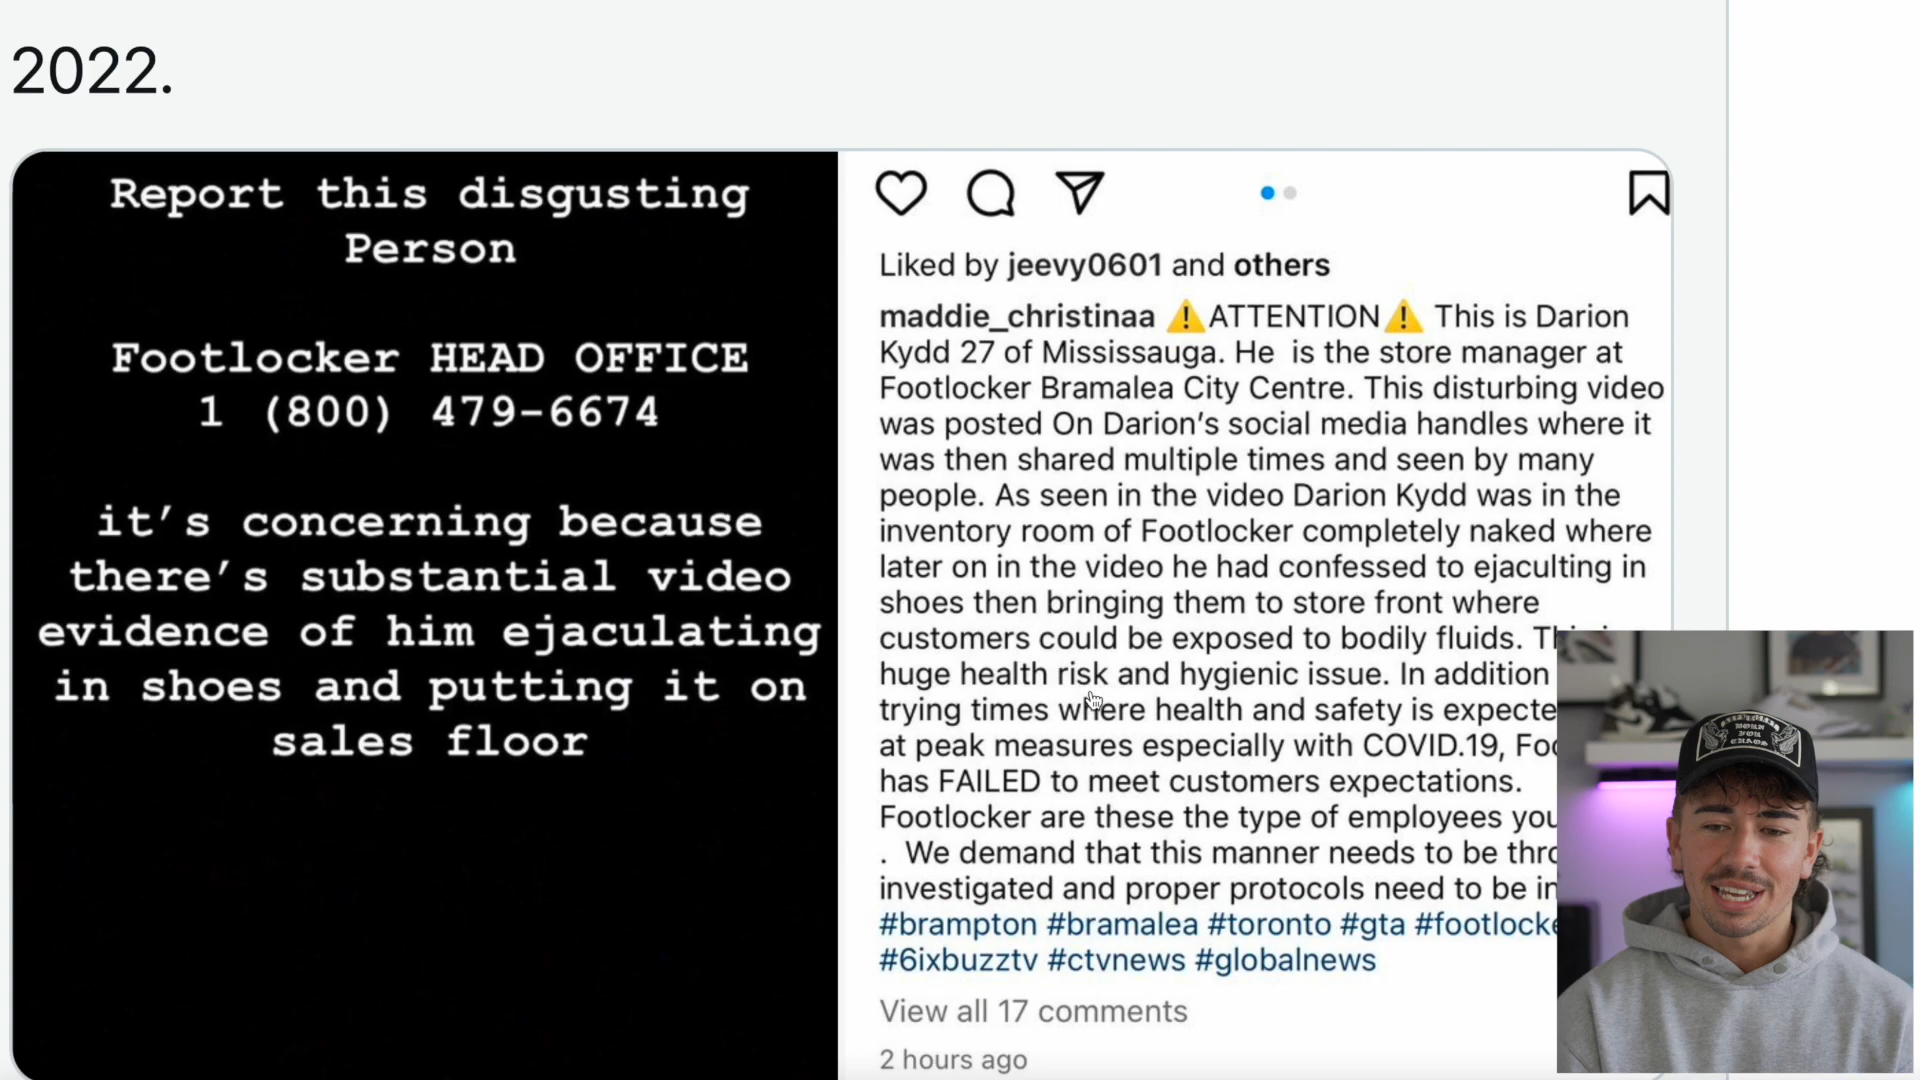 2022.
Report this disgusting
Person
Footlocker HEAD OFFICE
1 (800) 479-6674
it's concerning because
there's substantial video
evidence of him ejaculating
in shoes and putting it on
sales floor
Liked by jeevy0601 and others
maddie_christinaa ⚠️ATTENTION⚠️ This is Darion
Kydd 27 of Mississauga. He is the store manager at
Footlocker Bramalea City Centre. This disturbing video
was posted On Darion's social media handles where it
was then shared multiple times and seen by many
people. As seen in the video Darion Kydd was in the
inventory room of Footlocker completely naked where
later on in the video he had confessed to ejaculting in
shoes then bringing them to store front where
customers could be exposed to bodily fluids.
huge health risk and hygienic issue. In addition
trying times where health and safety is
at peak measures especially with COVID.19,
has FAILED to meet customers expectations.
Footlocker are these the type of employees
. We demand that this manner needs to be
investigated and proper protocols need to be
#brampton #bramalea #toronto #gta
#6ixbuzztv #ctvnews #globalnews
View all 17 comments
2 hours ago